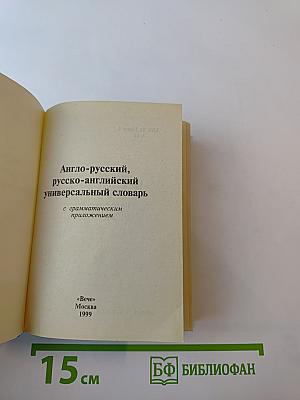 Англо-русский,
русско-английский
универсальный словарь
с грамматическим
приложением
«Вече»
Москва
1999
15 см
БФ БИБЛИОФАН